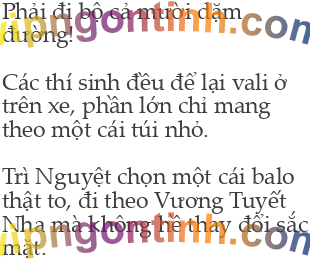 Phải đi bộ cả mười dặm
đường!
Các thí sinh đều để lại vali ở
trên xe, phần lớn chỉ mang
theo một cái túi nhỏ.
Trì Nguyệt chọn một cái balo
thật to, đi theo Vương Tuyết
Nha mà không hề thay đổi sắc
mặt.